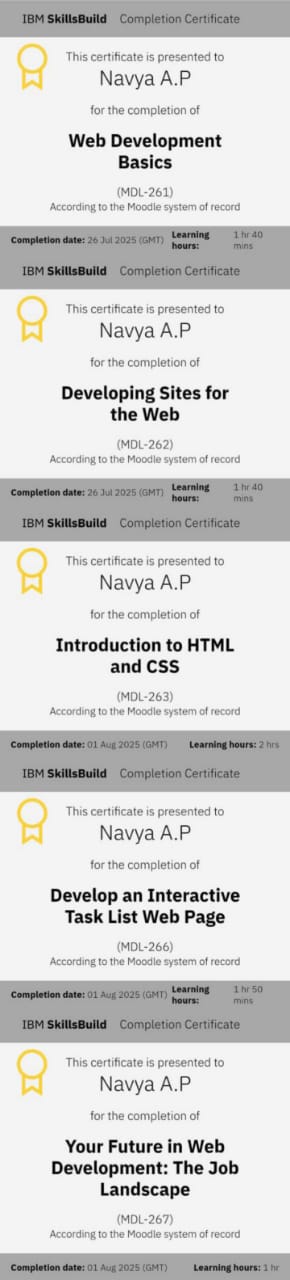 IBM SkillsBuild Completion Certificate
This certificate is presented to
Navya A.P
for the completion of
Web Development
Basics
(MDL-261)
According to the Moodle system of record
Completion date: 26 Jul 2025 (GMT) Learning hours: 1 hr 40 mins
IBM SkillsBuild Completion Certificate
This certificate is presented to
Navya A.P
for the completion of
Developing Sites for
the Web
(MDL-262)
According to the Moodle system of record
Completion date: 26 Jul 2025 (GMT) Learning hours: 1 hr 40 mins
IBM SkillsBuild Completion Certificate
This certificate is presented to
Navya A.P
for the completion of
Introduction to HTML
and CSS
(MDL-263)
According to the Moodle system of record
Completion date: 01 Aug 2025 (GMT) Learning hours: 2 hrs
IBM SkillsBuild Completion Certificate
This certificate is presented to
Navya A.P
for the completion of
Develop an Interactive
Task List Web Page
(MDL-266)
According to the Moodle system of record
Completion date: 01 Aug 2025 (GMT) Learning hours: 1 hr 50 mins
IBM SkillsBuild Completion Certificate
This certificate is presented to
Navya A.P
for the completion of
Your Future in Web
Development: The Job
Landscape
(MDL-267)
According to the Moodle system of record
Completion date: 01 Aug 2025 (GMT) Learning hours: 1 hr